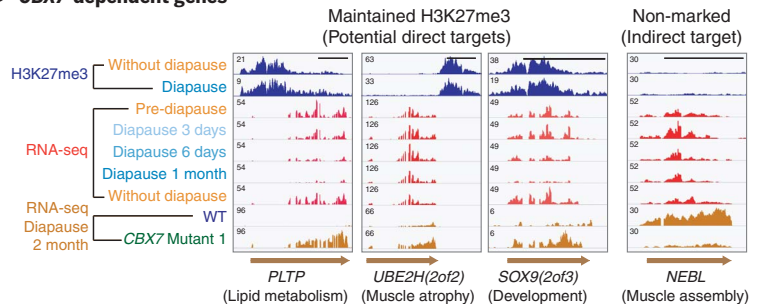 CBX7-dependent genes
Maintained H3K27me3
(Potential direct targets)
Non-marked
(Indirect target)
H3K27me3
Without diapause
Diapause
RNA-seq
Pre-diapause
Diapause 3 days
Diapause 6 days
Diapause 1 month
Without diapause
RNA-seq
Diapause
2 month
WT
CBX7 Mutant 1
21
9
54
54
54
54
54
96
96
63
33
126
126
126
126
126
66
66
38
19
49
49
49
49
49
6
6
30
30
52
52
52
52
52
30
30
PLTP
(Lipid metabolism)
UBE2H(2of2)
(Muscle atrophy)
SOX9(2of3)
(Development)
NEBL
(Muscle assembly)